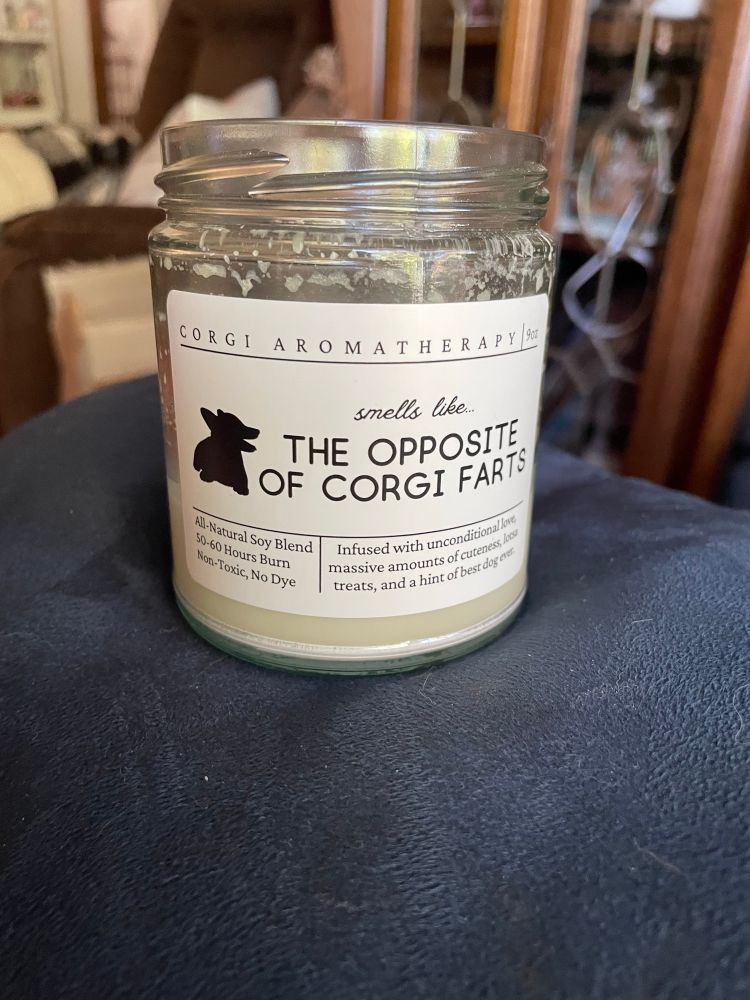 CORGI AROMATHERAPY | 9oz
smells like...
THE OPPOSITE
OF CORGI FARTS
All-Natural Soy Blend
50-60 Hours Burn
Non-Toxic, No Dye
Infused with unconditional love,
massive amounts of cuteness, lotsa
treats, and a hint of best dog ever.